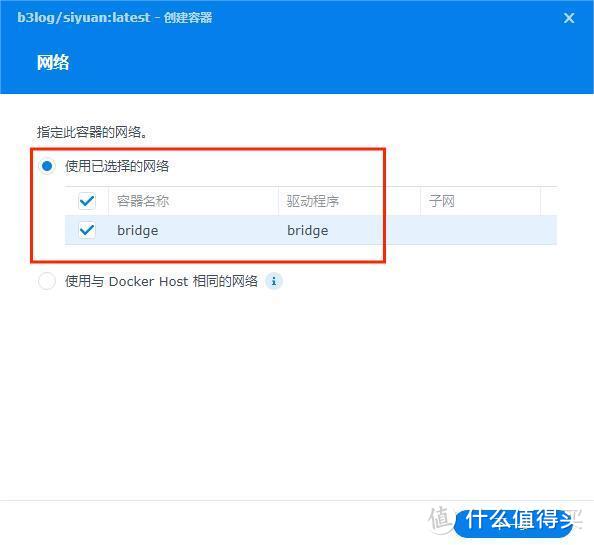 b3log/siyuan:latest - 创建容器
网络
指定此容器的网络。
使用已选择的网络
容器名称 驱动程序 子网
bridge bridge
使用与 Docker Host 相同的网络
值 什么值得买